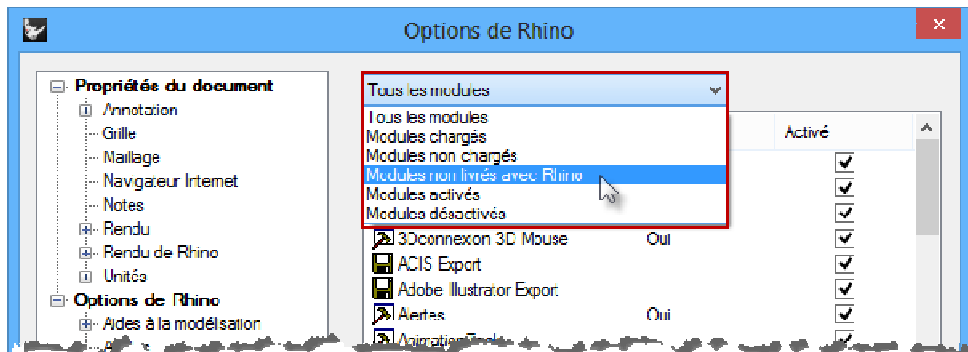 Options de Rhino
Propriétés du document
Annotation
Grille
Maillage
Navigateur Internet
Notes
Rendu
Rendu de Rhino
Unités
Options de Rhino
Aides à la modélisation
Tous les modules
Tous les modules
Modules chargés
Modules non chargés
Modules non livrés avec Rhino
Modules activés
Modules désactivés
Activé
3Dconnexion 3D Mouse Oui
ACIS Export
Adobe Illustrator Export
Alertes Oui